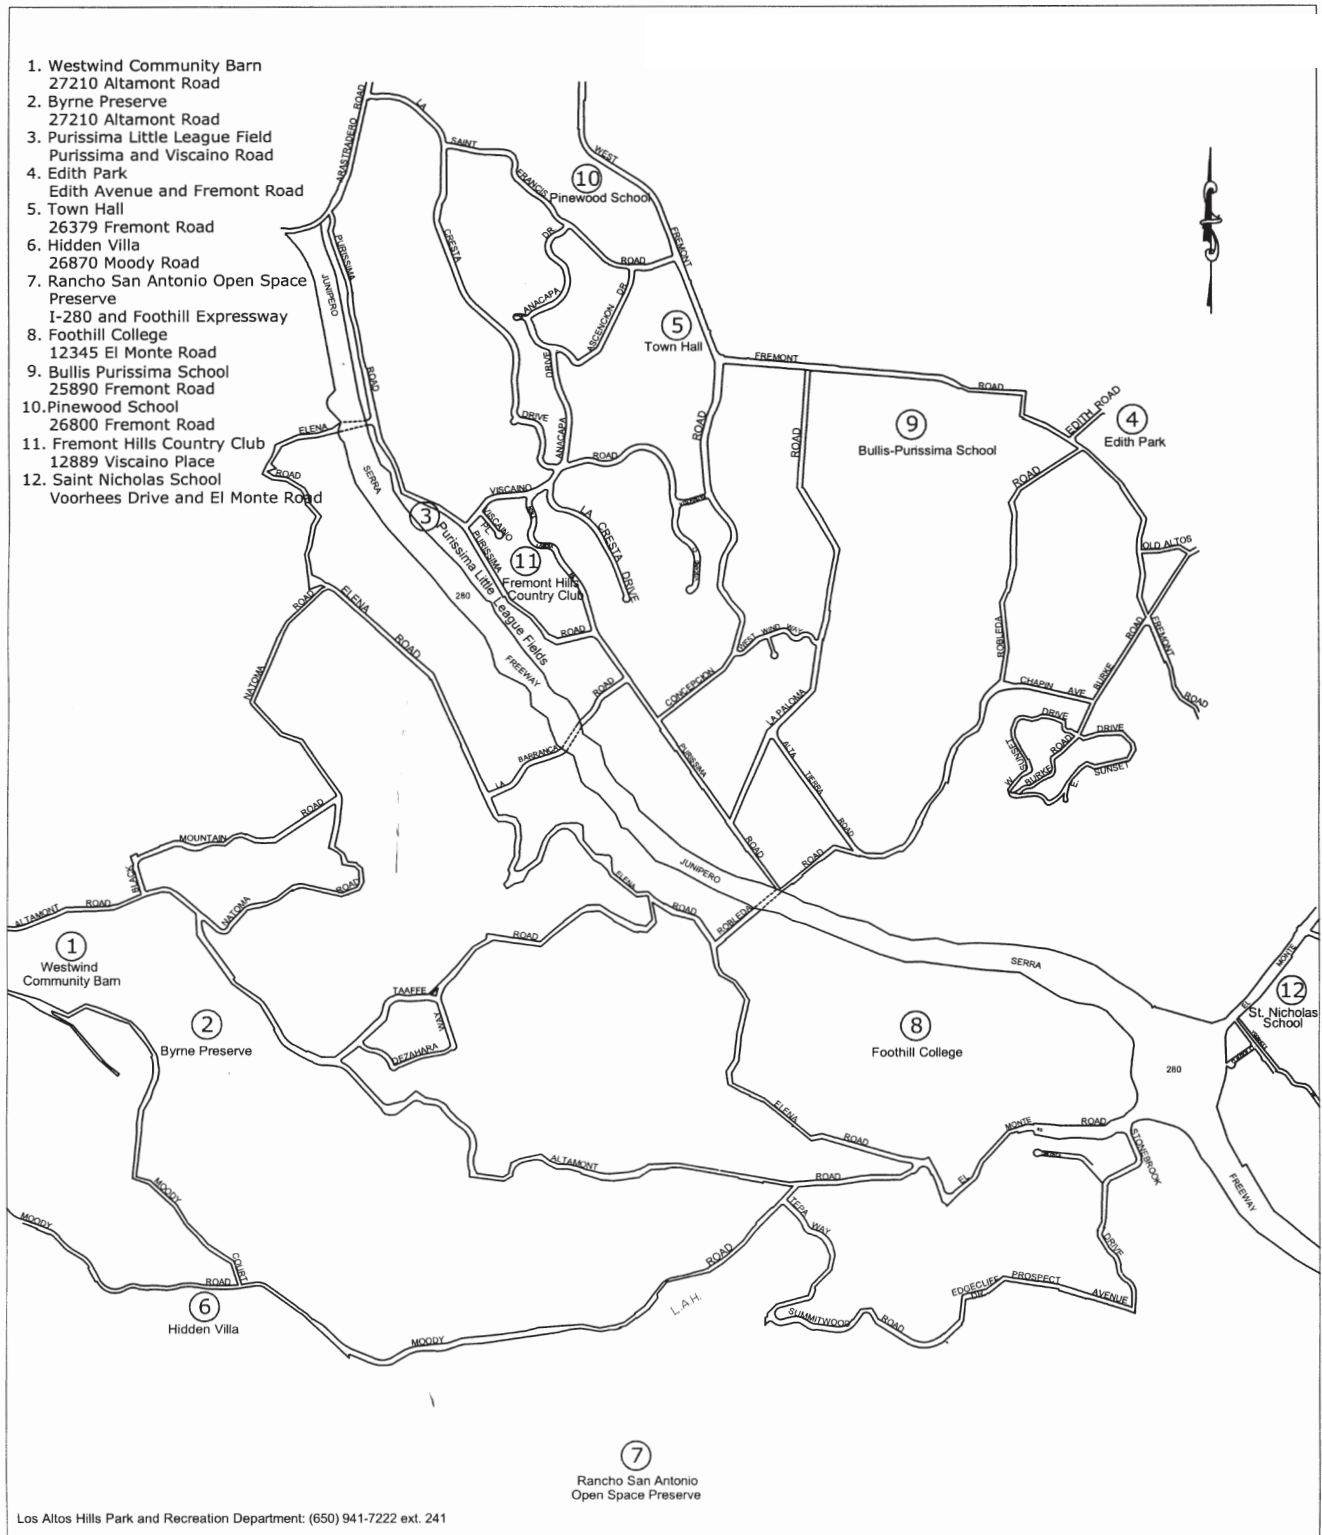 1. Westwind Community Barn
27210 Altamont Road
2. Byrne Preserve
27210 Altamont Road
3. Purissima Little League Field
Purissima and Viscaino Road
4. Edith Park
Edith Avenue and Fremont Road
5. Town Hall
26379 Fremont Road
6. Hidden Villa
26870 Moody Road
7. Rancho San Antonio Open Space
Preserve
I-280 and Foothill Expressway
8. Foothill College
12345 El Monte Road
9. Bullis Purissima School
25890 Fremont Road
10.Pinewood School
26800 Fremont Road
11. Fremont Hills Country Club
12889 Viscaino Place
12. Saint Nicholas School
Voorhees Drive and El Monte Road
ARASTRADERO ROAD
LA
CRESTA
DRIVE
SAINT
FRANCIS
ROAD
WEST
FREMONT
10
Pinewood School
DR
ANACAPA
ASCENCION DR
5
Town Hall
PURISSIMA
ROAD
JUNIPERO
SERRA
280
FREEWAY
DRIVE
ANACAPA
FREMONT
ROAD
EDITH ROAD
4
Edith Park
9
Bullis-Purissima School
ROAD
ROAD
ROAD
ROAD
ELENA
ROAD
VISCAINO
VISCAINO
PL
PURISSIMA
3
Purissima Little League Fields
11
Fremont Hills
Country Club
LA CRESTA DRIVE
OLD ALTOS
ROAD
ELENA
ROAD
NATOMA
ROAD
ROAD
CONCEPCION
WEST WIND WAY
LA PALOMA
ROBLEDA
CHAPIN AVE
BURKE
ROAD
FREMONT
ROAD
DRIVE
DRIVE
W. SUNSET
BURKE
ROAD
E. SUNSET
LA
BARRANCA
PURISSIMA
ROAD
ALTA
TIERRA
ROAD
ROAD
MOUNTAIN
ROAD
BLACK
ALTAMONT
ROAD
NATOMA
ROAD
ELENA
ROAD
JUNIPERO
ROBLEDA
SERRA
1
Westwind
Community Barn
2
Byrne Preserve
ROAD
TAAFFE
WAY
DEZAHARA
8
Foothill College
EL
MONTE
12
St. Nicholas
School
280
ELENA
ROAD
MONTE
ROAD
EL
STONEBROOK
DRIVE
FREEWAY
ALTAMONT
ROAD
MOODY
COURT
MOODY
ROAD
6
Hidden Villa
MOODY
ROAD
L.A.H.
TEPA
WAY
SUMMITWOOD
ROAD
EDGECLIFF
DR
PROSPECT
AVENUE
7
Rancho San Antonio
Open Space Preserve
Los Altos Hills Park and Recreation Department: (650) 941-7222 ext. 241